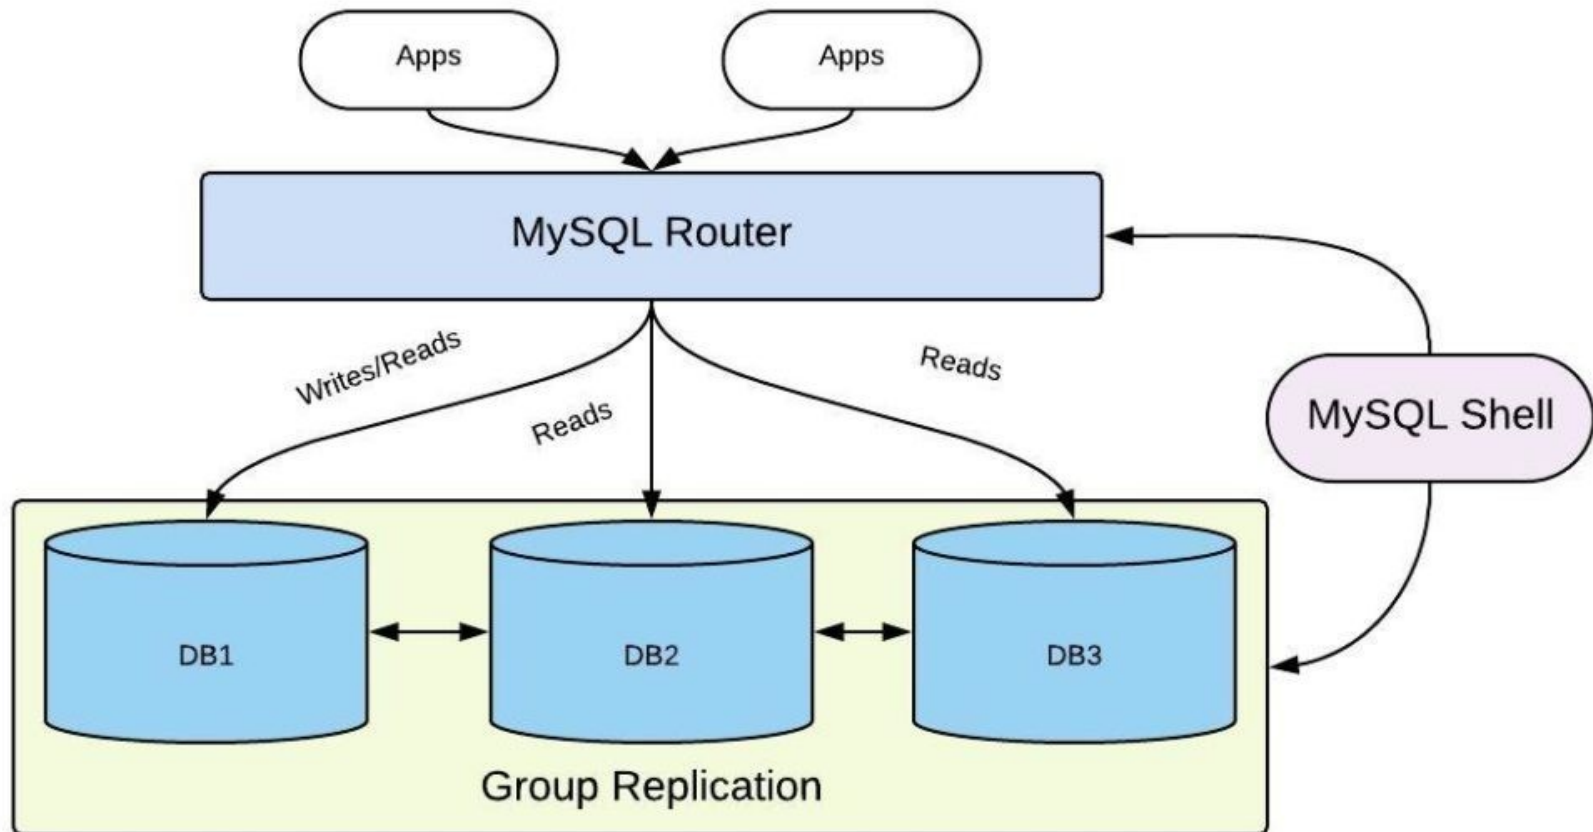 Apps
Apps
MySQL Router
Writes/Reads
Reads
Reads
MySQL Shell
DB1
DB2
DB3
Group Replication